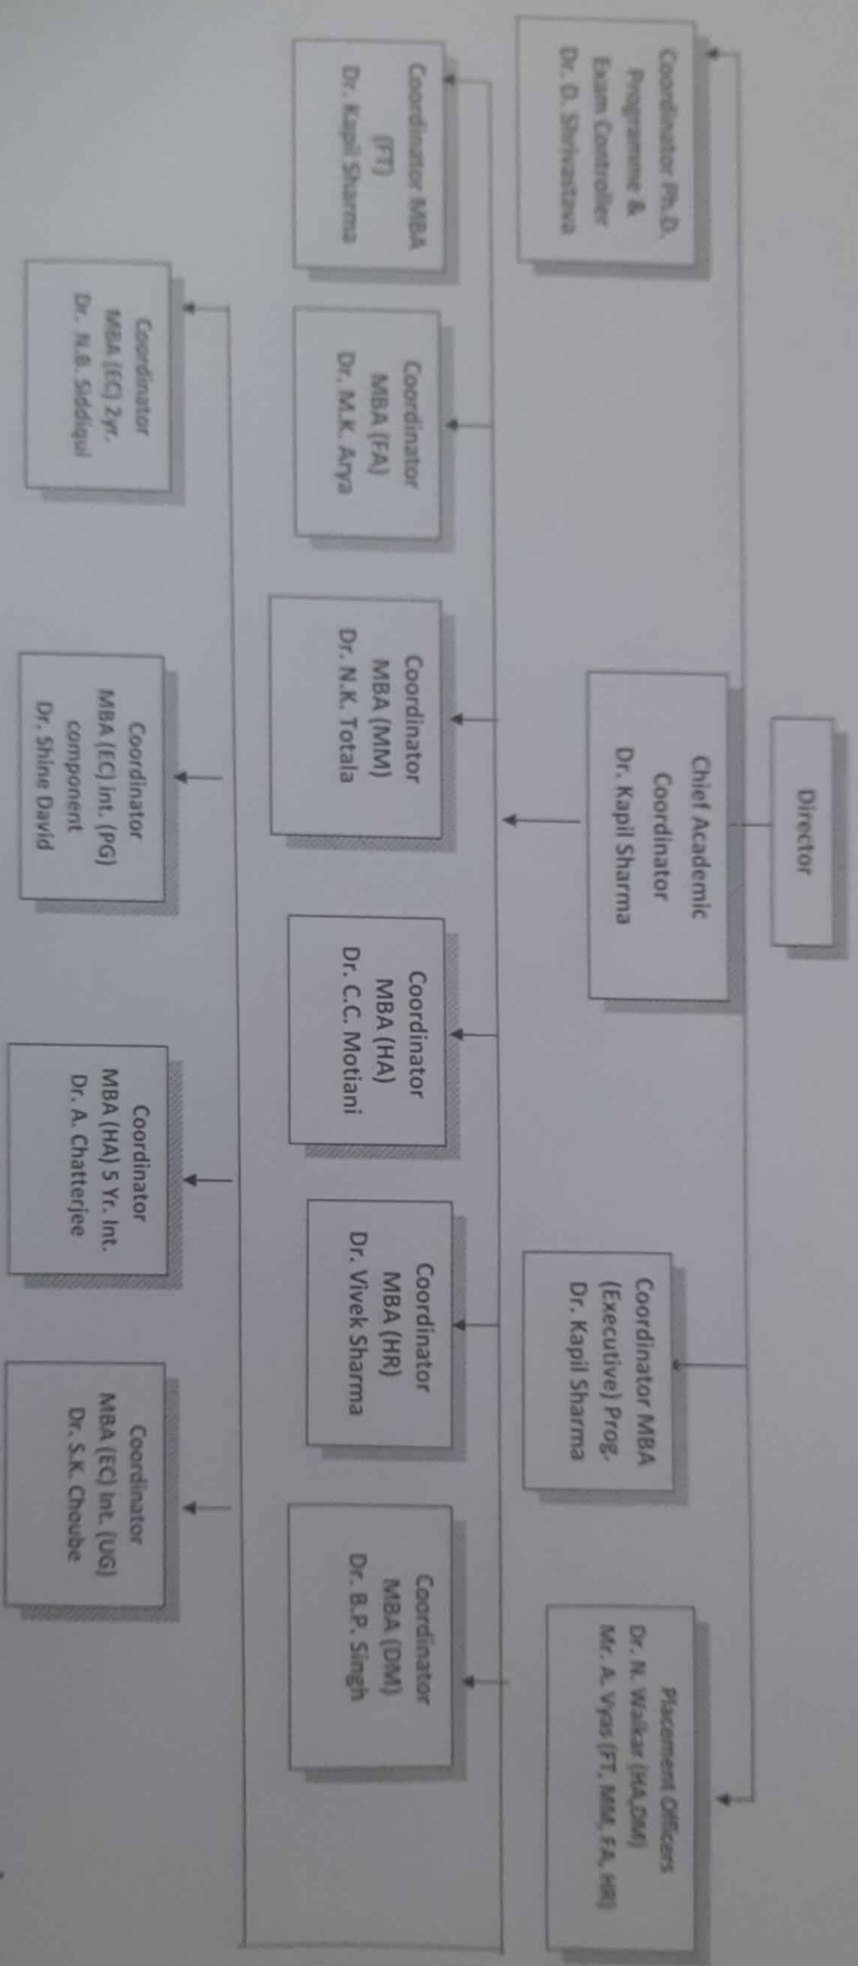 Director
Chief Academic
Coordinator
Dr. Kapil Sharma
Coordinator Ph.D.
Programme &
Exam Controller
Dr. D. Shrivastava
Coordinator MBA
(Executive) Prog.
Dr. Kapil Sharma
Placement Officers
Dr. N. Waikar (HA,DM)
Mr. A. Vyas (FT, MM, FA, HR)
Coordinator MBA
(FT)
Dr. Kapil Sharma
Coordinator
MBA (FA)
Dr. M.K. Arya
Coordinator
MBA (MM)
Dr. N.K. Totala
Coordinator
MBA (HA)
Dr. C.C. Motiani
Coordinator
MBA (HR)
Dr. Vivek Sharma
Coordinator
MBA (DM)
Dr. B.P. Singh
Coordinator
MBA (EC) 2yr.
Dr. N.B. Siddiqui
Coordinator
MBA (EC) int. (PG)
component
Dr. Shine David
Coordinator
MBA (HA) 5 Yr. Int.
Dr. A. Chatterjee
Coordinator
MBA (EC) Int. (UG)
Dr. S.K. Choube